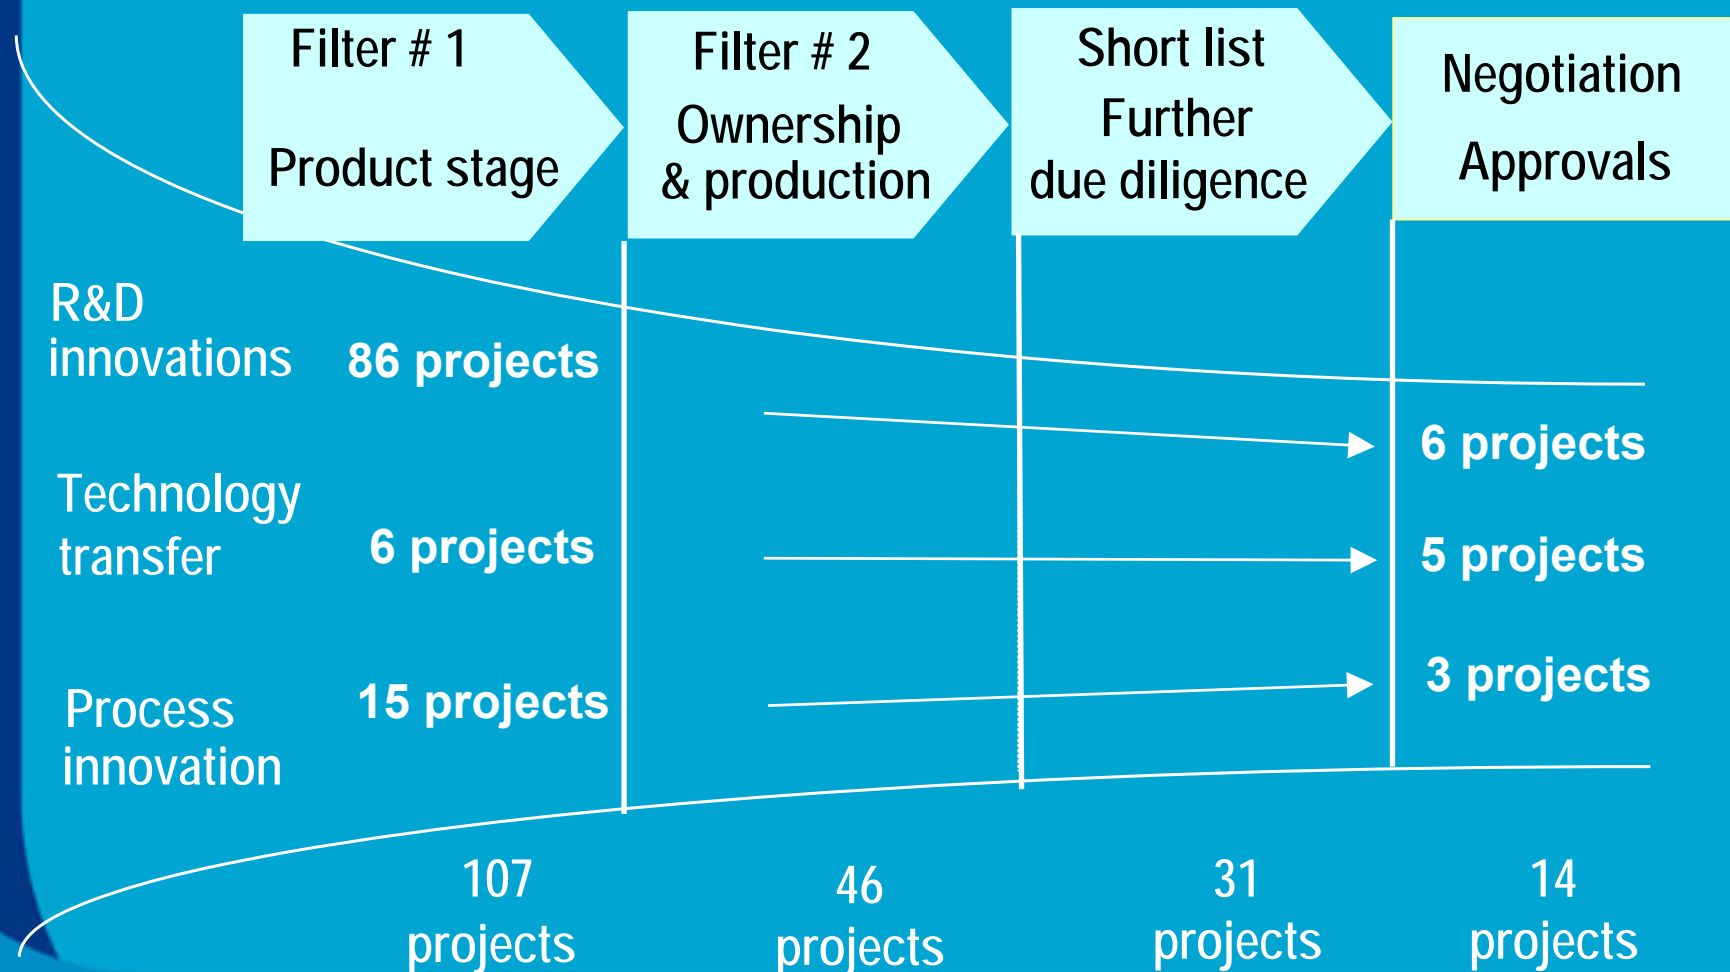 Filter # 1
Product stage
Filter # 2
Ownership
& production
Short list
Further
due diligence
Negotiation
Approvals
R&D
innovations
86 projects
6 projects
Technology
transfer
6 projects
5 projects
Process
innovation
15 projects
3 projects
107
projects
46
projects
31
projects
14
projects